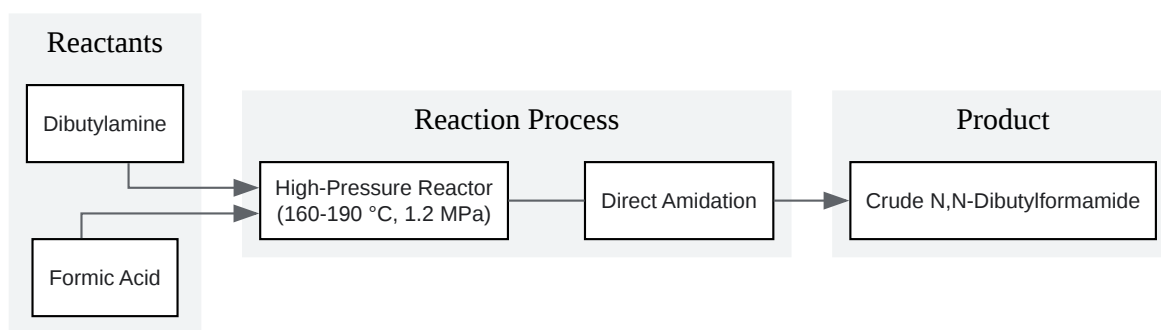 Reactants
Dibutylamine
Formic Acid
Reaction Process
High-Pressure Reactor
(160-190 °C, 1.2 MPa)
Direct Amidation
Product
Crude N,N-Dibutylformamide